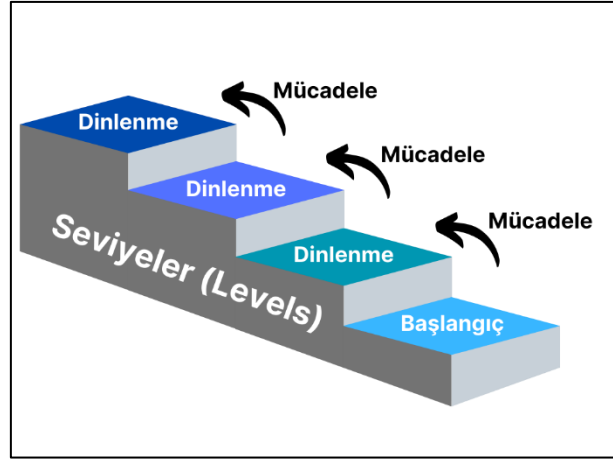 Mücadele
Dinlenme
Mücadele
Dinlenme
Mücadele
Dinlenme
Başlangıç
Seviyeler (Levels)